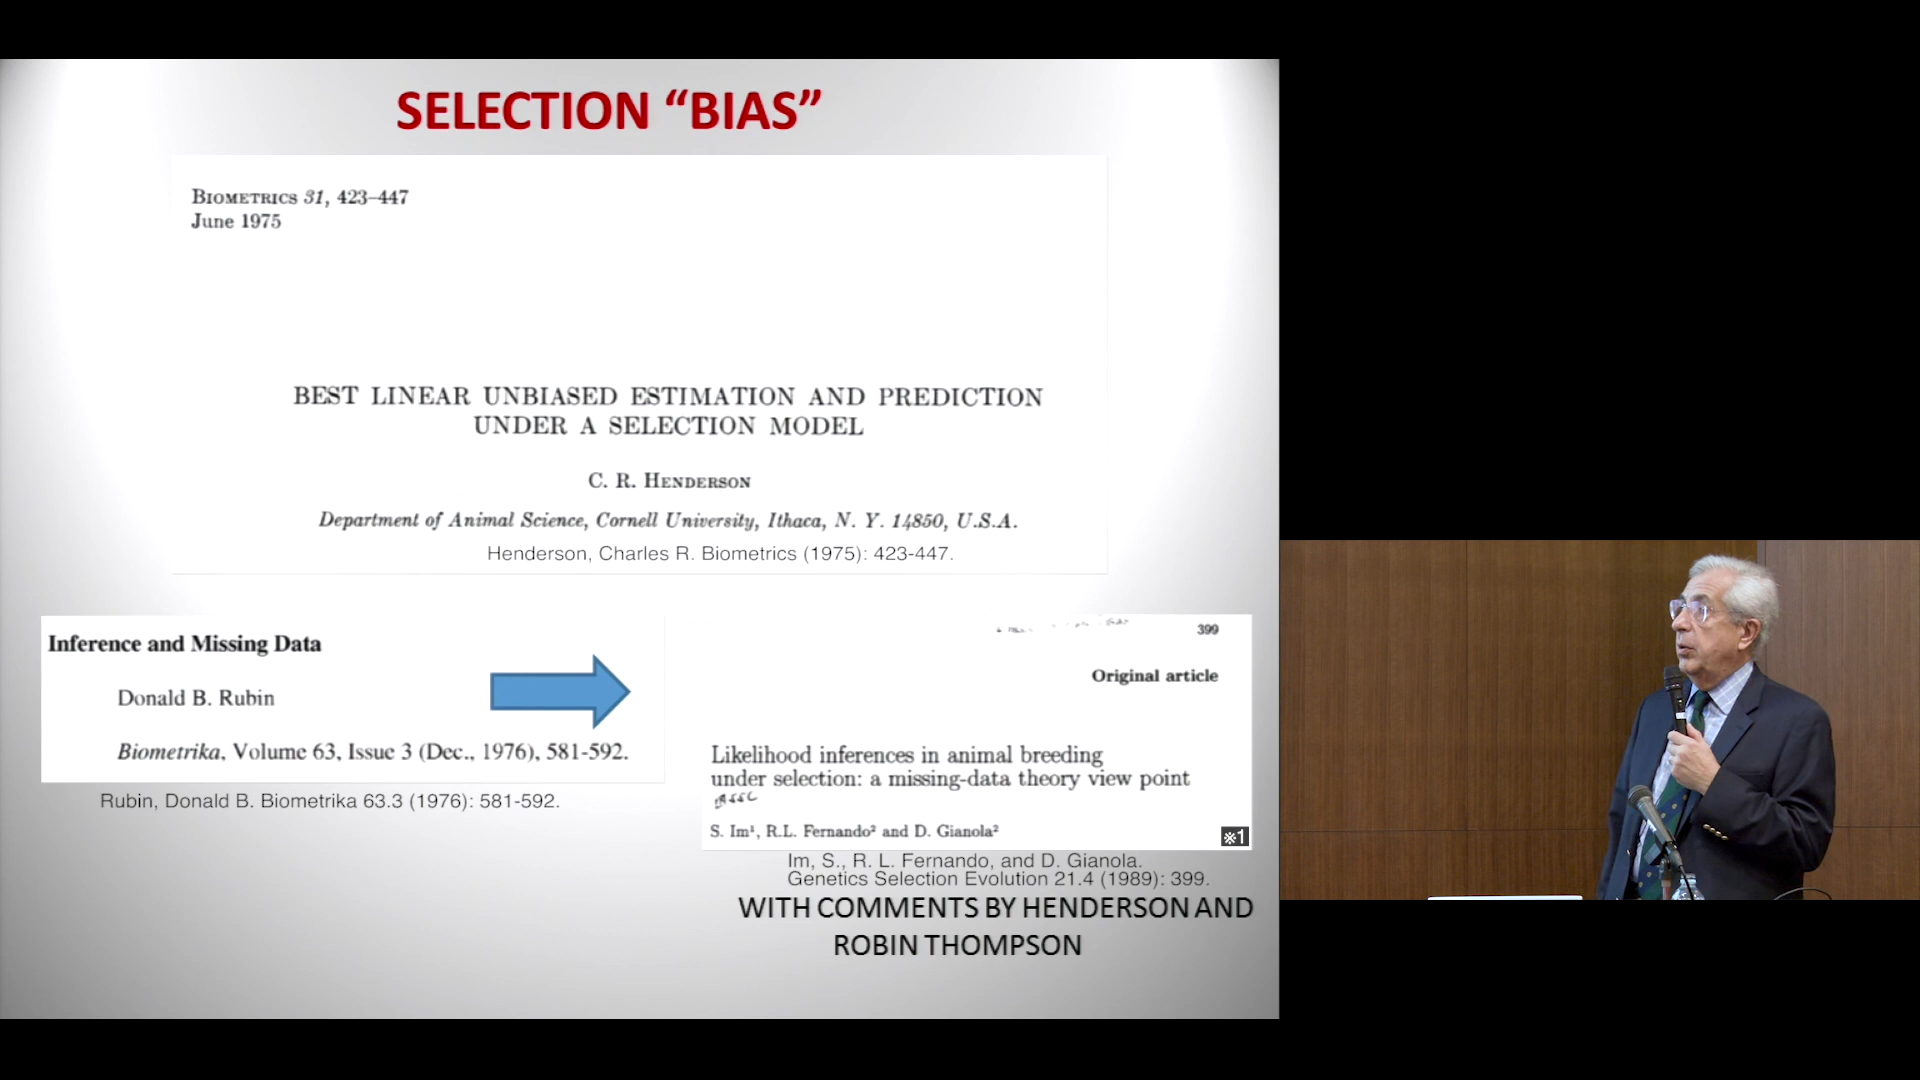 SELECTION “BIAS”
BIOMETRICS 31, 423–447
June 1975
BEST LINEAR UNBIASED ESTIMATION AND PREDICTION
UNDER A SELECTION MODEL
C. R. HENDERSON
Department of Animal Science, Cornell University, Ithaca, N. Y. 14850, U.S.A.
Henderson, Charles R. Biometrics (1975): 423-447.
Inference and Missing Data
Donald B. Rubin
Biometrika, Volume 63, Issue 3 (Dec., 1976), 581-592.
Rubin, Donald B. Biometrika 63.3 (1976): 581-592.
399
Original article
Likelihood inferences in animal breeding
under selection: a missing-data theory view point
S. Im¹, R.L. Fernando² and D. Gianola²
※1
Im, S., R. L. Fernando, and D. Gianola.
Genetics Selection Evolution 21.4 (1989): 399.
WITH COMMENTS BY HENDERSON AND
ROBIN THOMPSON